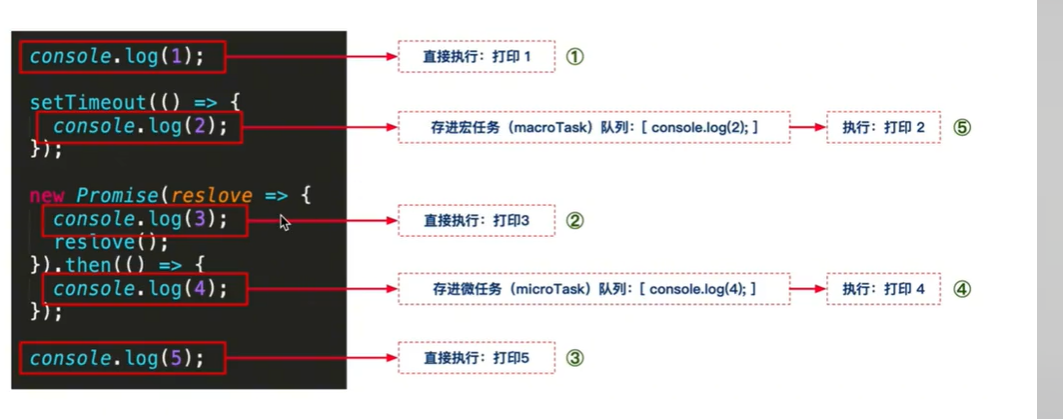 console.log(1);
直接执行：打印 1
①
setTimeout(() => {
console.log(2);
存进宏任务（macroTask）队列：[ console.log(2); ]
执行：打印 2
⑤
});
new Promise(reslove => {
console.log(3);
直接执行：打印3
②
reslove();
}).then(() => {
console.log(4);
存进微任务（microTask）队列：[ console.log(4); ]
执行：打印 4
④
});
console.log(5);
直接执行：打印5
③